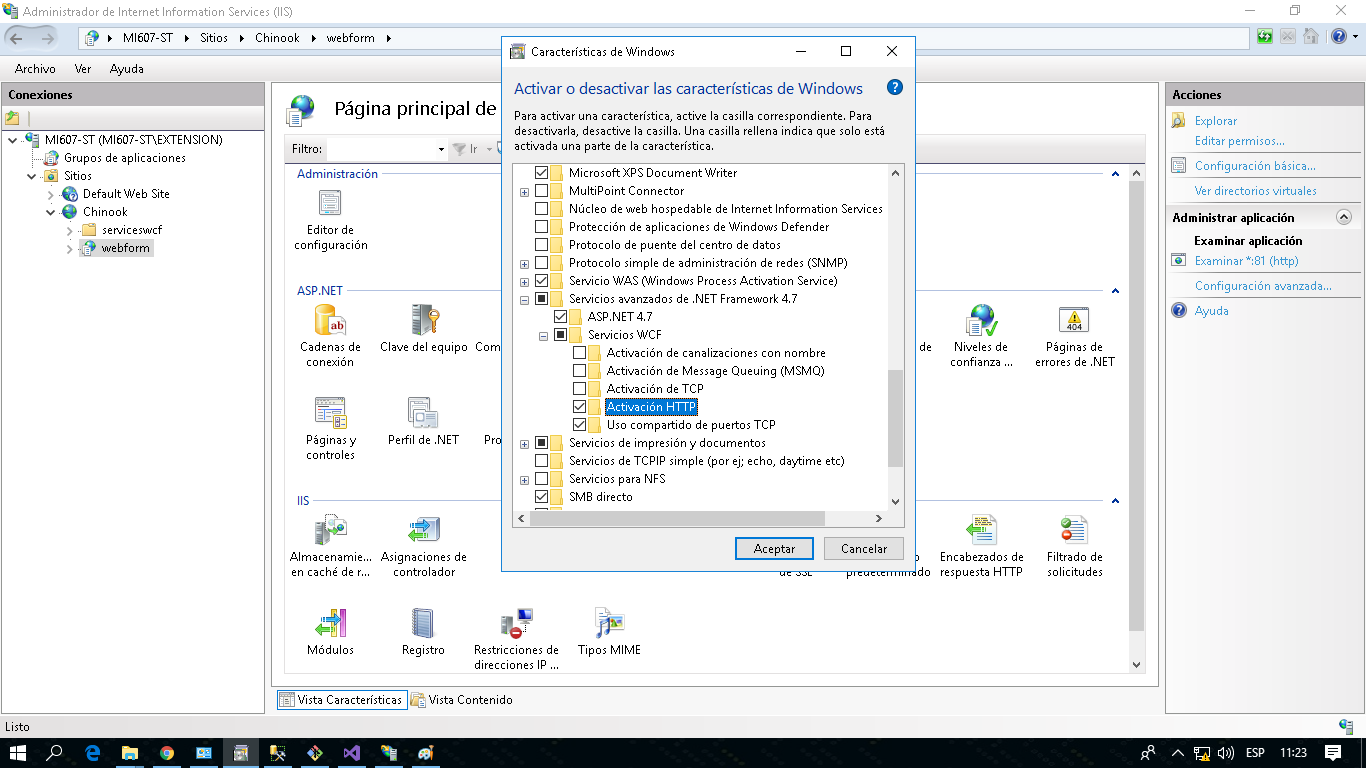 Administrador de Internet Information Services (IIS)
MI607-ST
Sitios
Chinook
webform
Archivo
Ver
Ayuda
Conexiones
MI607-ST (MI607-ST\EXTENSION)
Grupos de aplicaciones
Sitios
Default Web Site
Chinook
serviceswcf
webform
Página principal de
Filtro:
Ir
Administración
Editor de
configuración
ASP.NET
Cadenas de
conexión
Clave del equipo
Com
de
Niveles de
confianza ...
Páginas de
errores de .NET
Páginas y
controles
Perfil de .NET
Pro
IIS
Almacenamie...
en caché de r...
Asignaciones de
controlador
de SSL
predeterminado
Encabezados de
respuesta HTTP
Filtrado de
solicitudes
Módulos
Registro
Restricciones de
direcciones IP ...
Tipos MIME
Vista Características
Vista Contenido
Listo
Características de Windows
Activar o desactivar las características de Windows
Para activar una característica, active la casilla correspondiente. Para
desactivarla, desactive la casilla. Una casilla rellena indica que solo está
activada una parte de la característica.
Microsoft XPS Document Writer
MultiPoint Connector
Núcleo de web hospedable de Internet Information Services
Protección de aplicaciones de Windows Defender
Protocolo de puente del centro de datos
Protocolo simple de administración de redes (SNMP)
Servicio WAS (Windows Process Activation Service)
Servicios avanzados de .NET Framework 4.7
ASP.NET 4.7
Servicios WCF
Activación de canalizaciones con nombre
Activación de Message Queuing (MSMQ)
Activación de TCP
Activación HTTP
Uso compartido de puertos TCP
Servicios de impresión y documentos
Servicios de TCPIP simple (por ej; echo, daytime etc)
Servicios para NFS
SMB directo
Aceptar
Cancelar
Acciones
Explorar
Editar permisos...
Configuración básica...
Ver directorios virtuales
Administrar aplicación
Examinar aplicación
Examinar *:81 (http)
Configuración avanzada...
Ayuda
ab
404
ESP
11:23